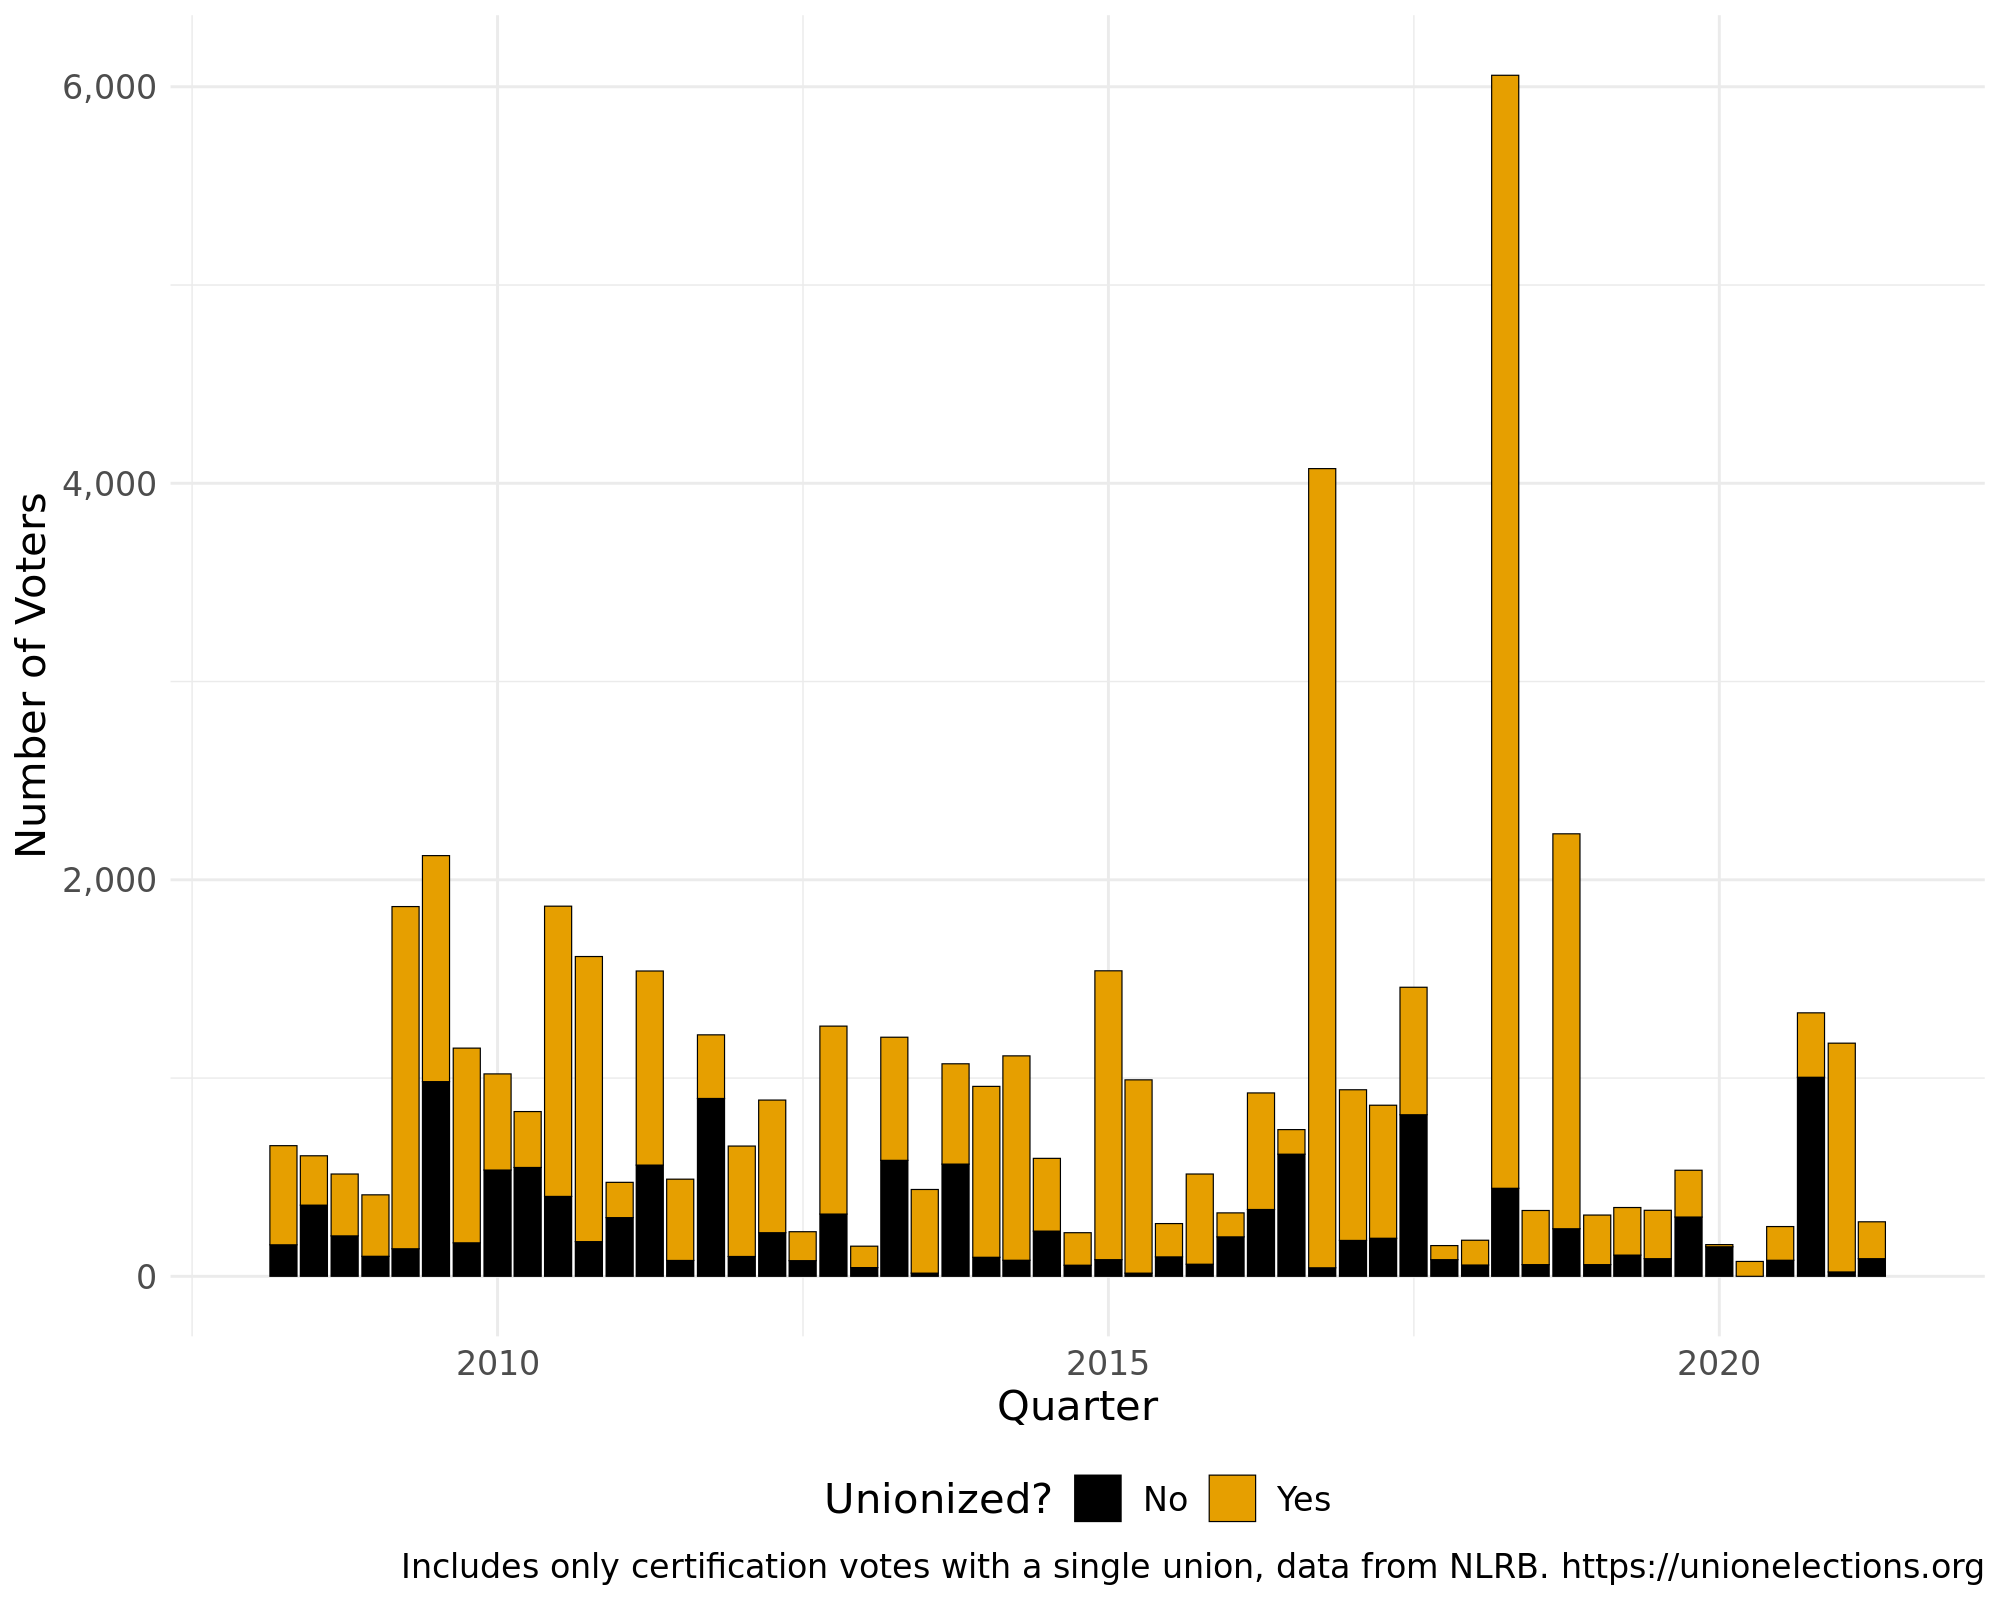 6,000
4,000
2,000
0
Number of Voters
2010 2015 2020
Quarter
Unionized? No Yes
Includes only certification votes with a single union, data from NLRB. https://unionelections.org